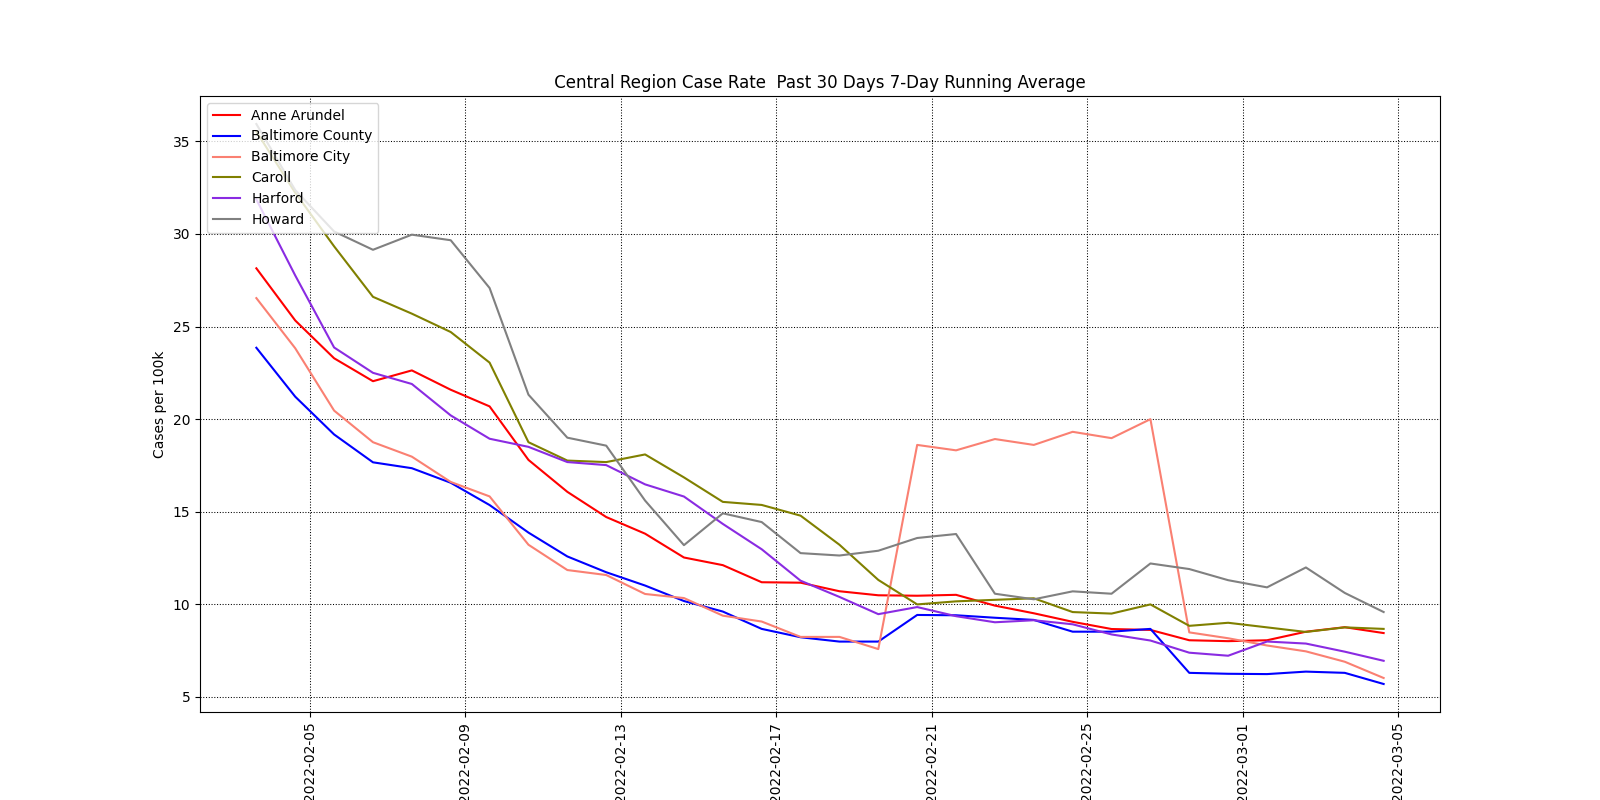 Central Region Case Rate  Past 30 Days 7-Day Running Average
Anne Arundel
Baltimore County
Baltimore City
Caroll
Harford
Howard
Cases per 100k
35
30
25
20
15
10
5
2022-02-05
2022-02-09
2022-02-13
2022-02-17
2022-02-21
2022-02-25
2022-03-01
2022-03-05